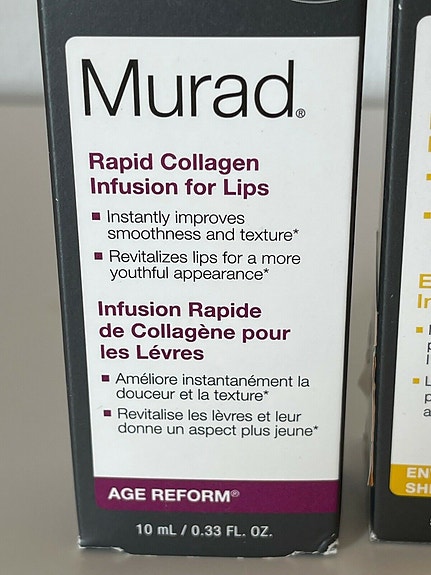 Murad®
Rapid Collagen
Infusion for Lips
■ Instantly improves
smoothness and texture*
■ Revitalizes lips for a more
youthful appearance*
Infusion Rapide
de Collagène pour
les Lévres
■ Améliore instantanément la
douceur et la texture*
■ Revitalise les lèvres et leur
donne un aspect plus jeune*
AGE REFORM®
10 mL / 0.33 FL. OZ.